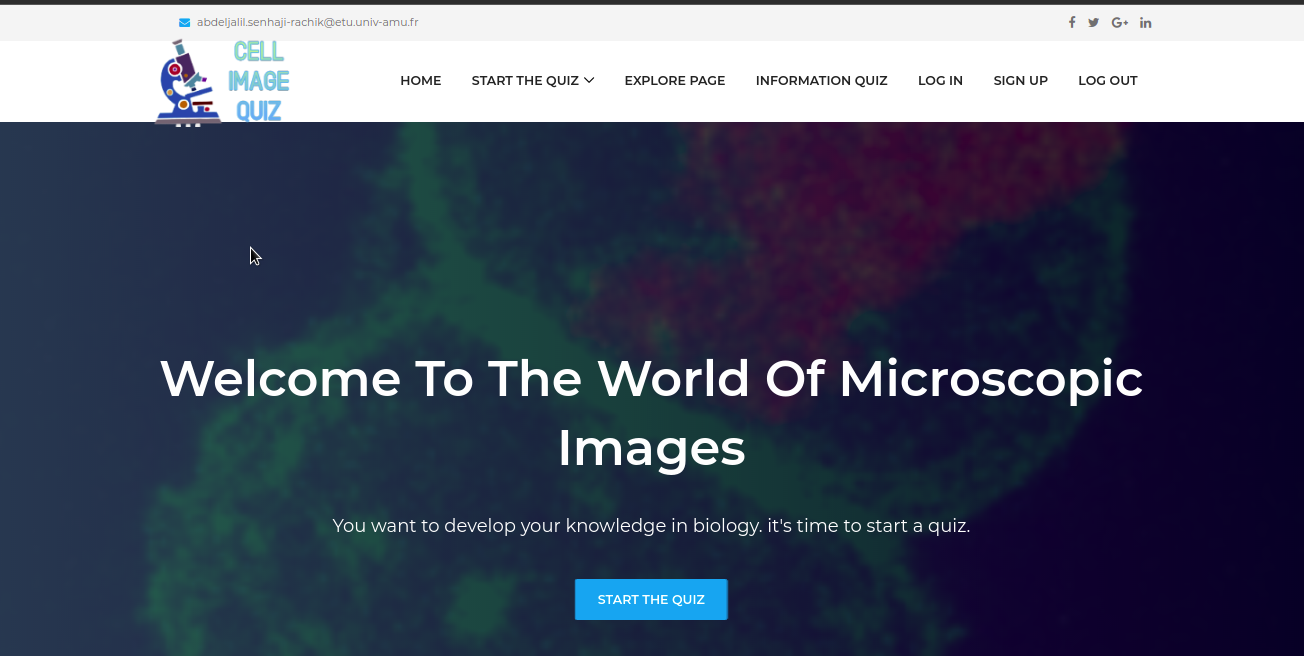 abdeljalil.senhaji-rachik@etu.univ-amu.fr
CELL
IMAGE
QUIZ
HOME START THE QUIZ EXPLORE PAGE INFORMATION QUIZ LOG IN SIGN UP LOG OUT
Welcome To The World Of Microscopic
Images
You want to develop your knowledge in biology. it's time to start a quiz.
START THE QUIZ